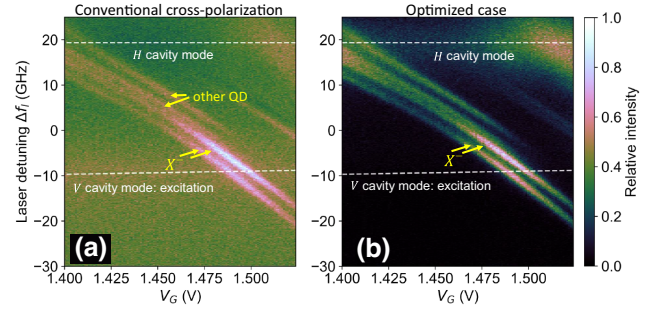 Conventional cross-polarization
Optimized case
Laser detuning Δf_l (GHz)
20
10
0
−10
−20
−30
H cavity mode
other QD
X⁻
V cavity mode: excitation
(a)
1.400
1.425
1.450
1.475
1.500
V_G (V)
H cavity mode
X⁻
V cavity mode: excitation
(b)
20
10
0
−10
−20
−30
1.400
1.425
1.450
1.475
1.500
V_G (V)
1.0
0.8
0.6
0.4
0.2
0.0
Relative intensity